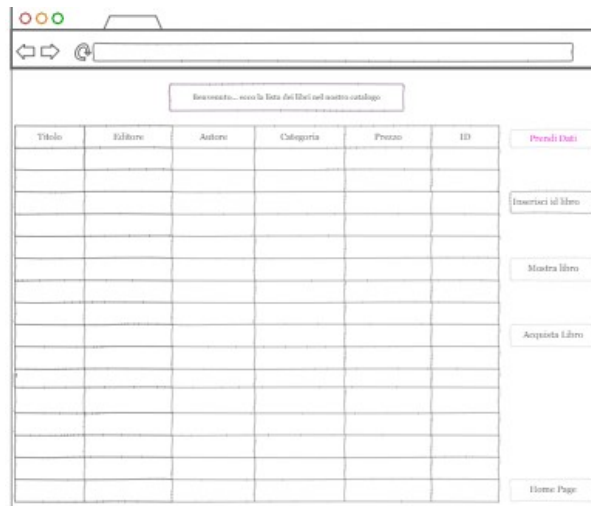 Benvenuto... ecco la lista dei libri nel nostro catalogo
Titolo Editore Autore Categoria Prezzo ID
Prendi Dati
Inserisci id libro
Mostra libro
Acquista Libro
Home Page